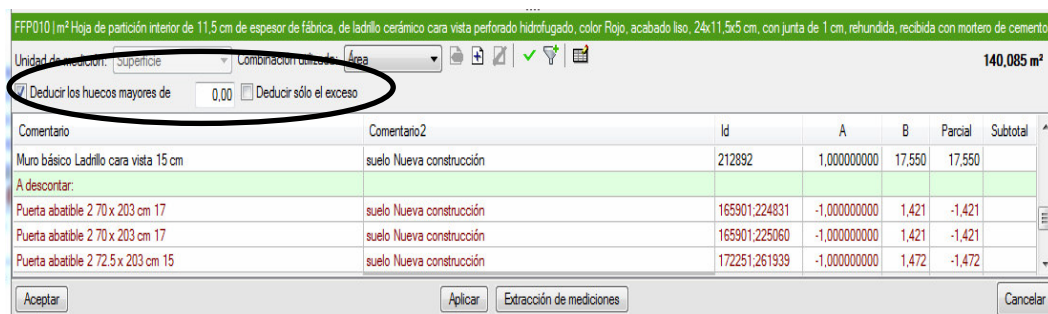 FFP010 | m² Hoja de partición interior de 11,5 cm de espesor de fábrica, de ladrillo cerámico cara vista perforado hidrofugado, color Rojo, acabado liso, 24x11,5x5 cm, con junta de 1 cm, rehundida, recibida con mortero de cemento
Unidad de medición: Superficie Combinación utilizada: Área 140,085 m²
Deducir los huecos mayores de 0,00 Deducir sólo el exceso
Comentario Comentario2 Id A B Parcial Subtotal
Muro básico Ladrillo cara vista 15 cm suelo Nueva construcción 212892 1,000000000 17,550 17,550
A descontar:
Puerta abatible 2 70 x 203 cm 17 suelo Nueva construcción 165901;224831 -1,000000000 1,421 -1,421
Puerta abatible 2 70 x 203 cm 17 suelo Nueva construcción 165901;225060 -1,000000000 1,421 -1,421
Puerta abatible 2 72.5 x 203 cm 15 suelo Nueva construcción 172251;261939 -1,000000000 1,472 -1,472
Aceptar Aplicar Extracción de mediciones Cancelar